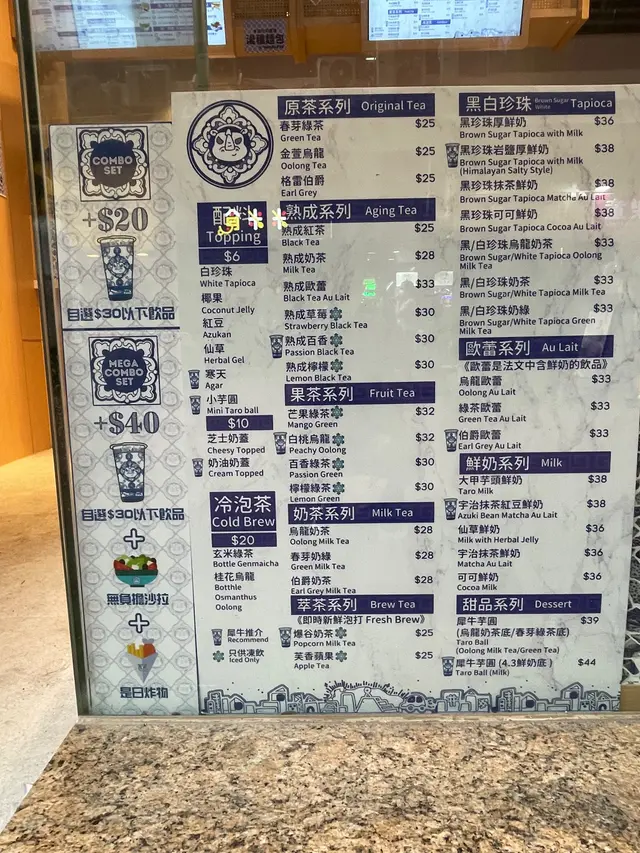 COMBO
SET
+$20
自選$30以下飲品
MEGA
COMBO
SET
+$40
自選$30以下飲品
+
無負擔沙拉
+
是日炸物
Topping
$6
白珍珠
White Tapioca
椰果
Coconut Jelly
紅豆
Azukan
仙草
Herbal Gel
寒天
Agar
小芋圓
Mini Taro ball
$10
芝士奶蓋
Cheesy Topped
奶油奶蓋
Cream Topped
冷泡茶
Cold Brew
$20
玄米綠茶
Bottle Genmaicha
桂花烏龍
Botthle
Osmanthus
Oolong
犀牛推介
Recommend
只供凍飲
Iced Only
原茶系列 Original Tea
春芽綠茶 $25
Green Tea
金萱烏龍 $25
Oolong Tea
格雷伯爵 $25
Earl Grey
熟成系列 Aging Tea
熟成紅茶 $25
Black Tea
熟成奶茶 $28
Milk Tea
熟成歐蕾 $33
Black Tea Au Lait
熟成草莓 $30
Strawberry Black Tea
熟成百香 $30
Passion Black Tea
熟成檸檬 $30
Lemon Black Tea
果茶系列 Fruit Tea
芒果綠茶 $32
Mango Green
白桃烏龍 $32
Peachy Oolong
百香綠茶 $30
Passion Green
檸檬綠茶 $30
Lemon Green
奶茶系列 Milk Tea
烏龍奶茶 $28
Oolong Milk Tea
春芽奶綠 $28
Green Milk Tea
伯爵奶茶 $28
Earl Grey Milk Tea
萃茶系列 Brew Tea
《即時新鮮泡打 Fresh Brew》
爆谷奶茶 $25
Popcorn Milk Tea
芙香蘋果 $25
Apple Tea
黑白珍珠 Brown Sugar White Tapioca
黑珍珠厚鮮奶 $36
Brown Sugar Tapioca with Milk
黑珍珠岩鹽厚鮮奶 $38
Brown Sugar Tapioca with Milk
(Himalayan Salty Style)
黑珍珠抹茶鮮奶 $38
Brown Sugar Tapioca Matcha Au Lait
黑珍珠可可鮮奶 $38
Brown Sugar Tapioca Cocoa Au Lait
黑/白珍珠烏龍奶茶 $33
Brown Sugar/White Tapioca Oolong
Milk Tea
黑/白珍珠奶茶 $33
Brown Sugar/White Tapioca Milk Tea
黑/白珍珠奶綠 $33
Brown Sugar/White Tapioca Green
Milk Tea
歐蕾系列 Au Lait
《歐蕾是法文中含鮮奶的飲品》
烏龍歐蕾 $33
Oolong Au Lait
綠茶歐蕾 $33
Green Tea Au Lait
伯爵歐蕾 $33
Earl Grey Au Lait
鮮奶系列 Milk
大甲芋頭鮮奶 $38
Taro Milk
宇治抹茶紅豆鮮奶 $38
Azuki Bean Matcha Au Lait
仙草鮮奶 $36
Milk with Herbal Jelly
宇治抹茶鮮奶 $36
Matcha Au Lait
可可鮮奶 $36
Cocoa Milk
甜品系列 Dessert
犀牛芋圓 $39
(烏龍奶茶底/春芽綠茶底)
Taro Ball
(Oolong Milk Tea/Green Tea)
犀牛芋圓 (4.3鮮奶底) $44
Taro Ball (Milk)